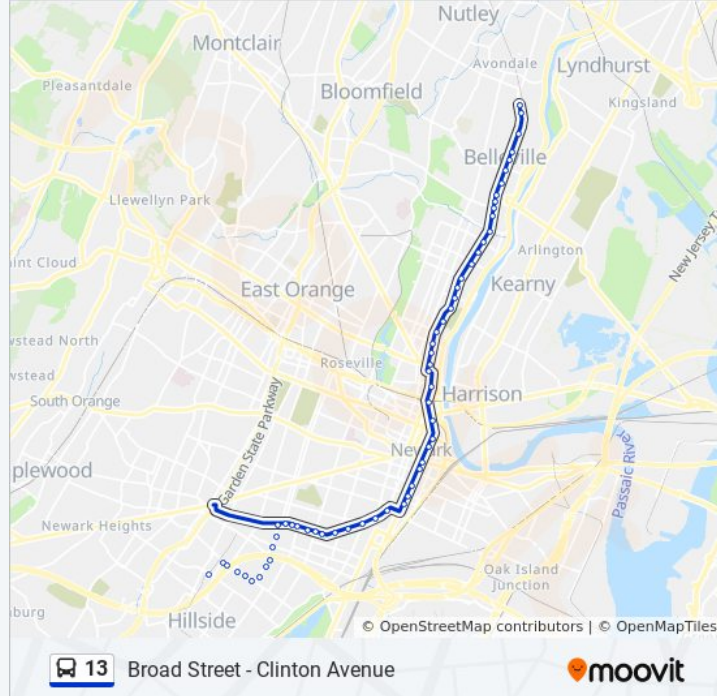 Nutley
Montclair
Avondale
Lyndhurst
Pleasantdale
Bloomfield
Kingsland
Belleville
Llewellyn Park
aint Cloud
Arlington
New Jersey T
East Orange
Kearny
wstead North
Roseville
wstead
South Orange
Harrison
Garden State Parkway
Newark
plewood
Passaic River
Newark Heights
Oak Island
Junction
burg
Hillside
© OpenStreetMap contributors | © OpenMapTiles
13 Broad Street - Clinton Avenue
moovit